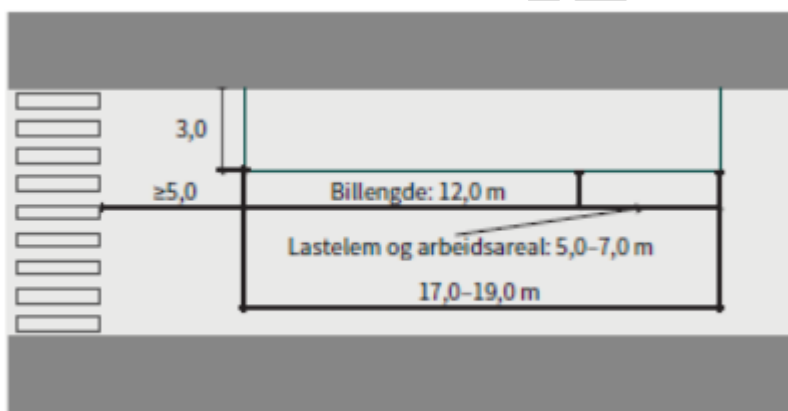 3,0
≥5,0
Billengde: 12,0 m
Lastelem og arbeidsareal: 5,0–7,0 m
17,0–19,0 m